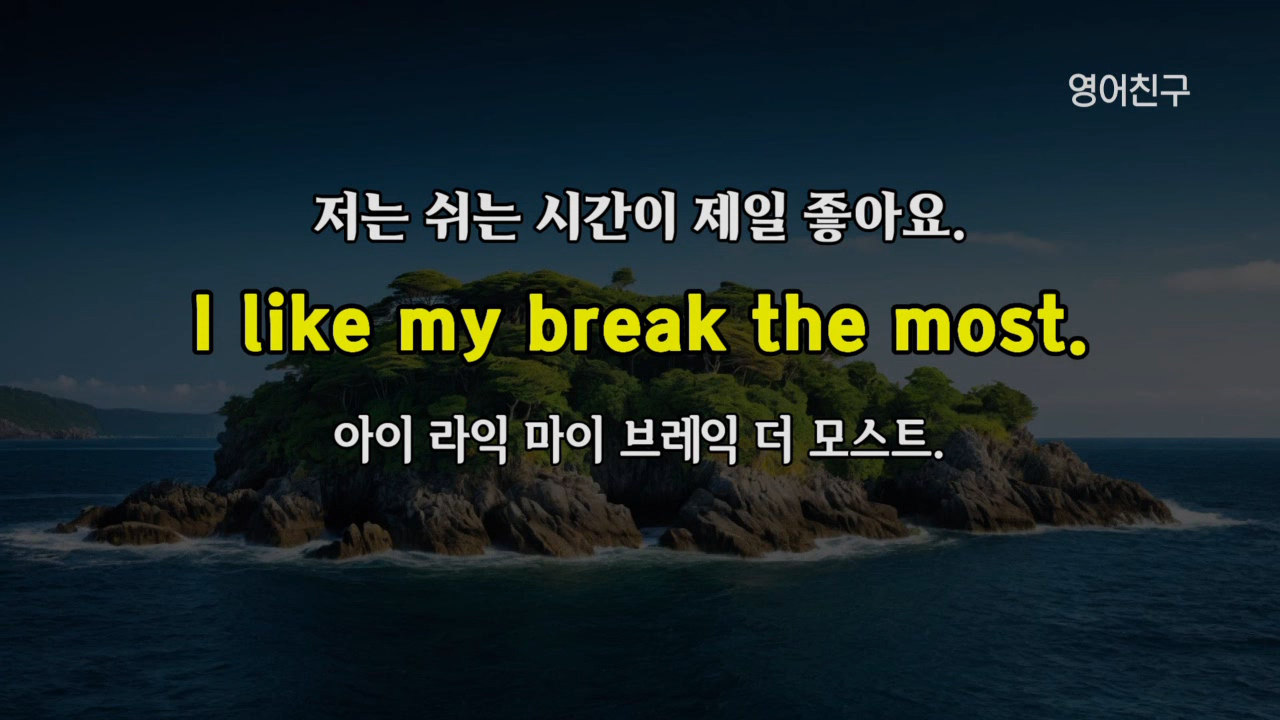 영어친구
저는 쉬는 시간이 제일 좋아요.
I like my break the most.
아이 라익 마이 브레익 더 모스트.